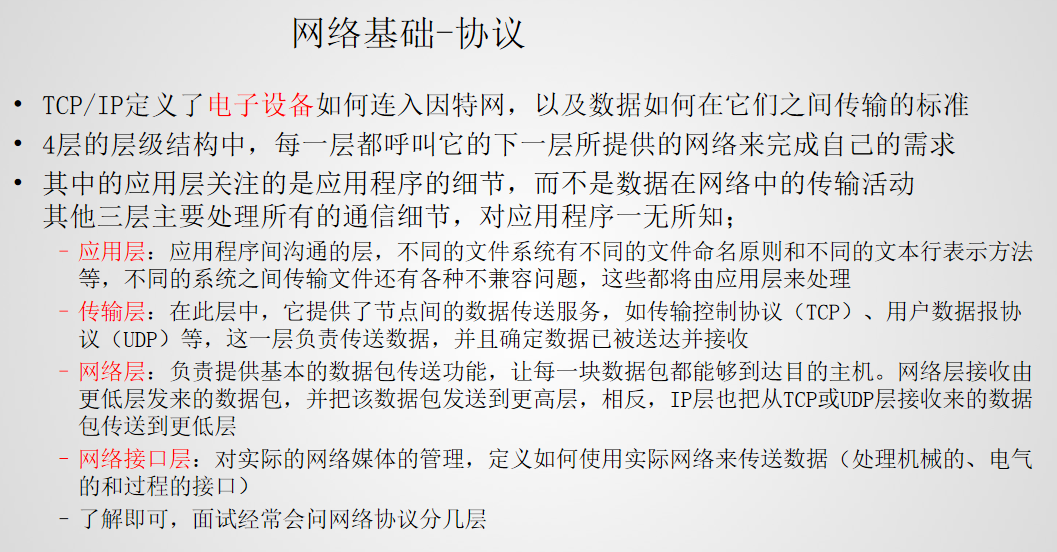 网络基础-协议
• TCP/IP定义了电子设备如何连入因特网，以及数据如何在它们之间传输的标准
• 4层的层级结构中，每一层都呼叫它的下一层所提供的网络来完成自己的需求
• 其中的应用层关注的是应用程序的细节，而不是数据在网络中的传输活动
其他三层主要处理所有的通信细节，对应用程序一无所知；
– 应用层：应用程序间沟通的层，不同的文件系统有不同的文件命名原则和不同的文本行表示方法
等，不同的系统之间传输文件还有各种不兼容问题，这些都将由应用层来处理
– 传输层：在此层中，它提供了节点间的数据传送服务，如传输控制协议（TCP）、用户数据报协
议（UDP）等，这一层负责传送数据，并且确定数据已被送达并接收
– 网络层：负责提供基本的数据包传送功能，让每一块数据包都能够到达目的主机。网络层接收由
更低层发来的数据包，并把该数据包发送到更高层，相反，IP层也把从TCP或UDP层接收来的数据
包传送到更低层
– 网络接口层：对实际的网络媒体的管理，定义如何使用实际网络来传送数据（处理机械的、电气
的和过程的接口）
– 了解即可，面试经常会问网络协议分几层